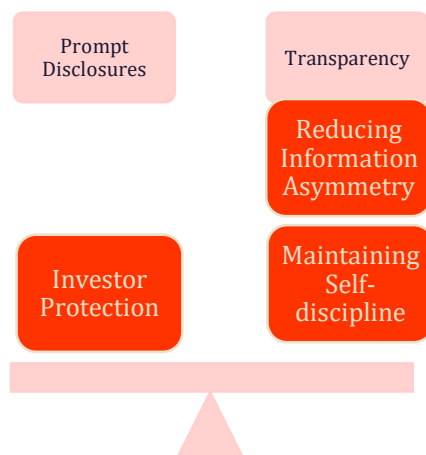 Prompt
Disclosures
Transparency
Reducing
Information
Asymmetry
Investor
Protection
Maintaining
Self-
discipline